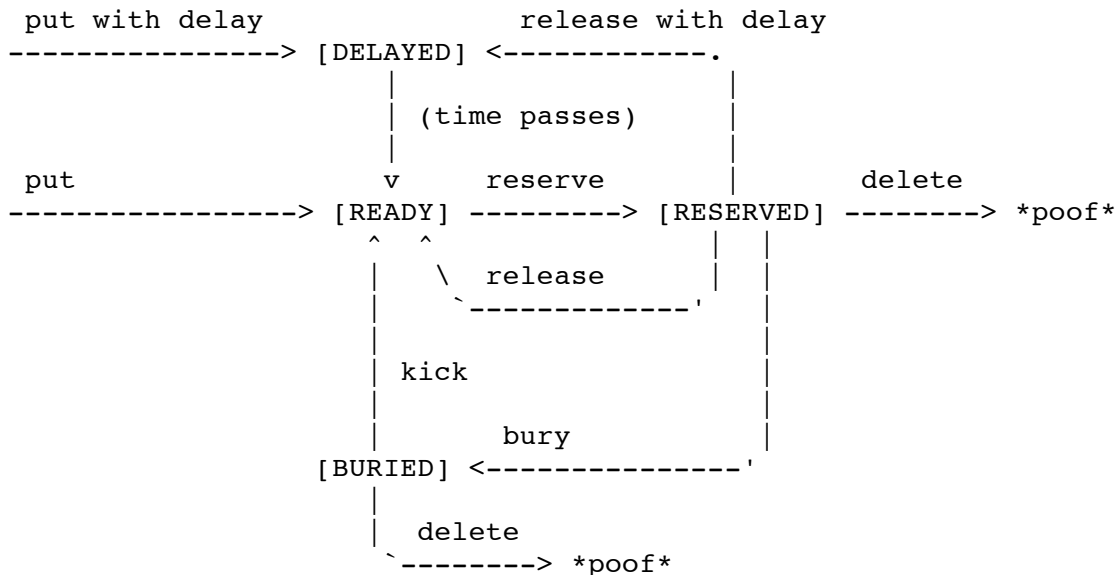 put with delay release with delay
----------------> [DELAYED] <------------.
| |
| (time passes) |
| |
put v reserve | delete
-----------------> [READY] ---------> [RESERVED] --------> *poof*
^ ^ | |
| \ release | |
| `-------------' |
| |
| kick |
| |
| bury |
[BURIED] <---------------'
|
| delete
`--------> *poof*